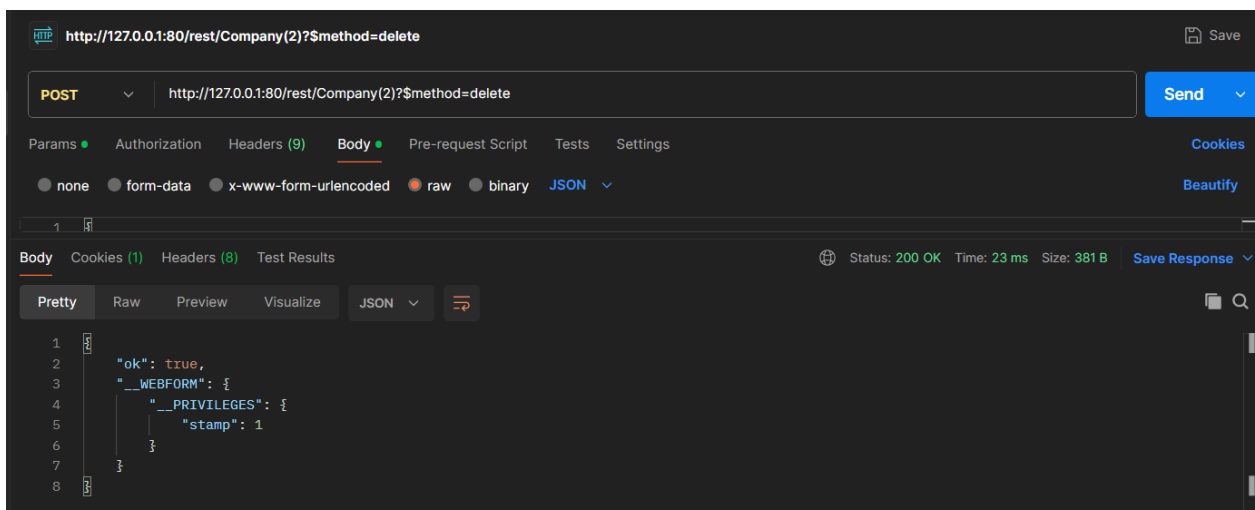 HTTP http://127.0.0.1:80/rest/Company(2)?$method=delete Save
POST http://127.0.0.1:80/rest/Company(2)?$method=delete Send
Params Authorization Headers (9) Body Pre-request Script Tests Settings Cookies
none form-data x-www-form-urlencoded raw binary JSON Beautify
1 {
Body Cookies (1) Headers (8) Test Results Status: 200 OK Time: 23 ms Size: 381 B Save Response
Pretty Raw Preview Visualize JSON
1 {
2 "ok": true,
3 "__WEBFORM": {
4 "__PRIVILEGES": {
5 "stamp": 1
6 }
7 }
8 }